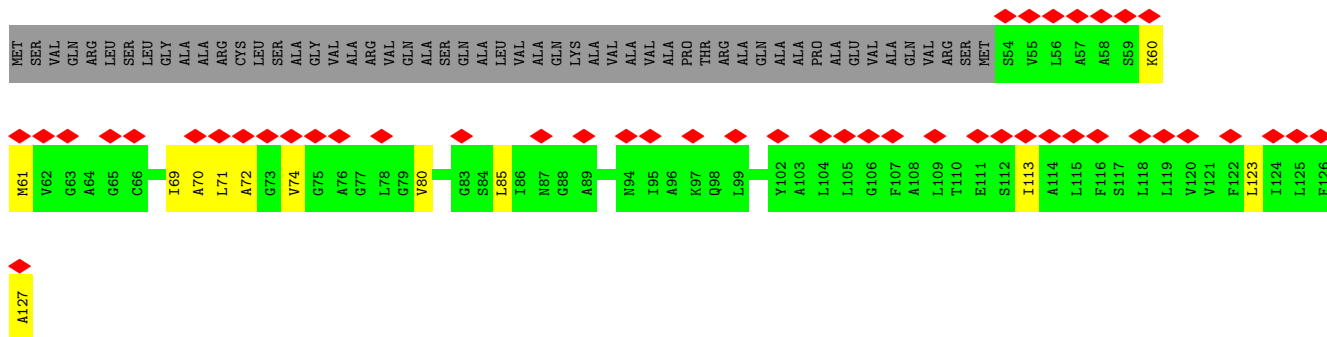 MET SER VAL GLN ARG LEU SER LEU GLY ALA ALA ARG CYS LEU SER ALA GLY VAL ALA ARG VAL GLN ALA SER GLN ALA LEU VAL ALA GLN LYS ALA VAL ALA VAL ALA PRO THR ARG ALA GLN ALA ALA PRO ALA GLU VAL ALA GLN VAL ARG SER MET S54 V55 L56 A57 A58 S59 K60
M61 V62 G63 A64 G65 C66 I69 A70 L71 A72 G73 V74 G75 A76 G77 L78 G79 V80 G83 S84 L85 I86 N87 G88 A89 N94 I95 A96 K97 Q98 L99 Y102 A103 L104 L105 G106 F107 A108 L109 T110 E111 S112 I113 A114 L115 F116 S117 L118 L119 V120 V121 F122 L123 I124 L125 F126
A127